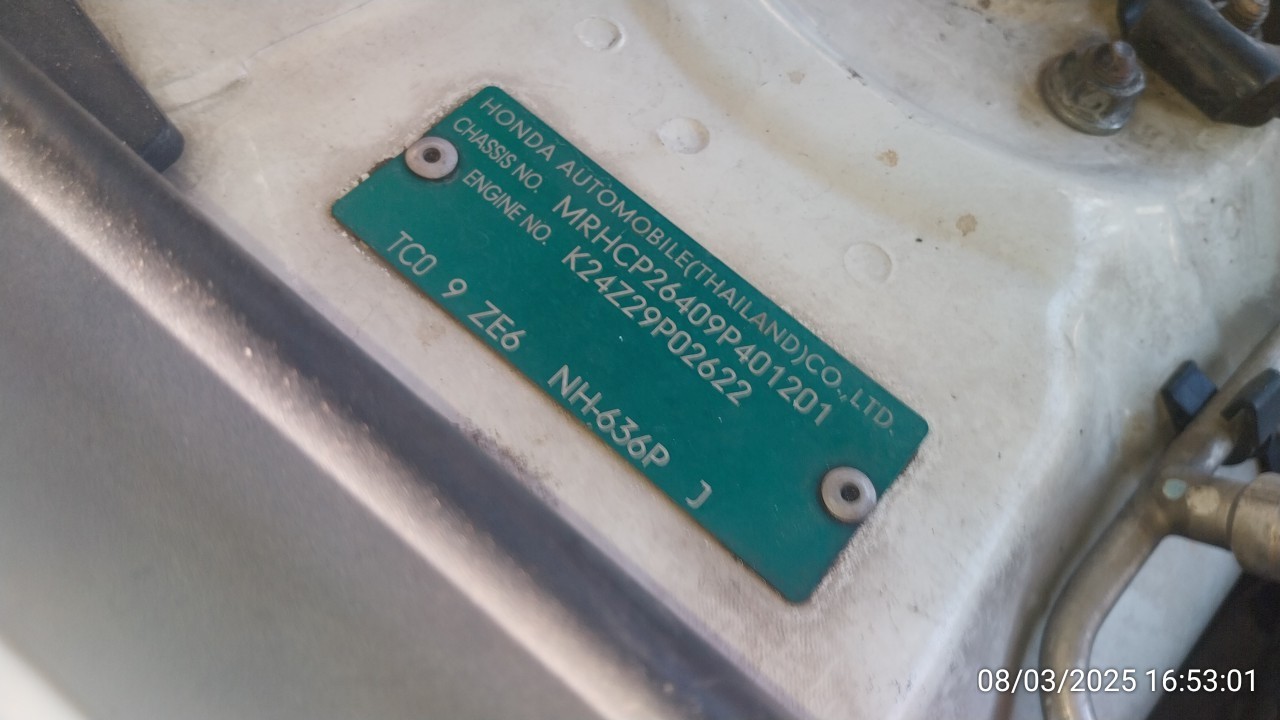 HONDA AUTOMOBILE(THAILAND)CO.,LTD.
CHASSIS NO. MRHCP26409P401201
ENGINE NO. K24Z29P02622
TC0 9 ZE6 NH-636P J
08/03/2025 16:53:01